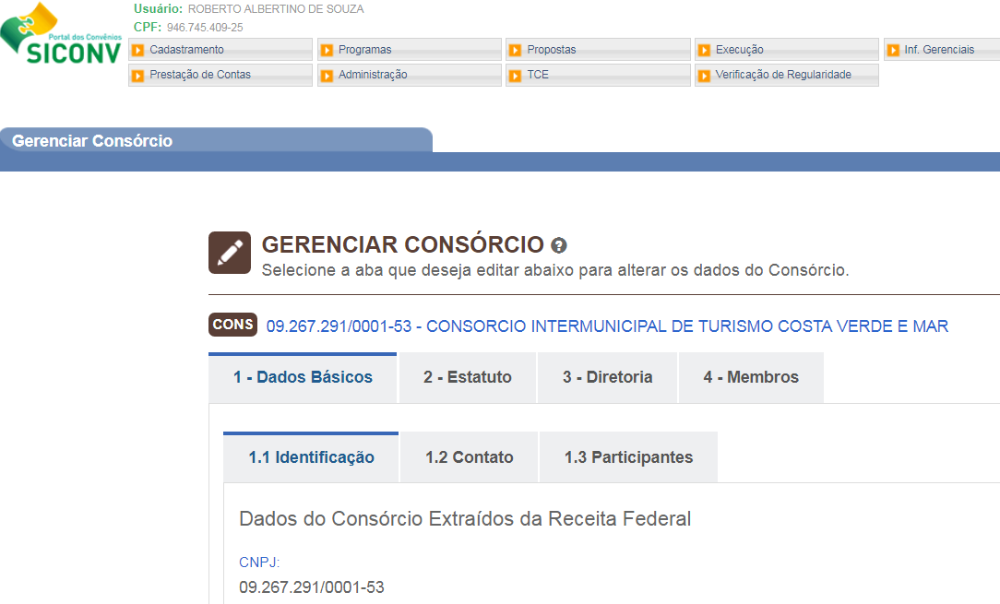 Portal dos Convênios
SICONV
Usuário: ROBERTO ALBERTINO DE SOUZA
CPF: 946.745.409-25
Cadastramento Programas Propostas Execução Inf. Gerenciais
Prestação de Contas Administração TCE Verificação de Regularidade
Gerenciar Consórcio
GERENCIAR CONSÓRCIO ?
Selecione a aba que deseja editar abaixo para alterar os dados do Consórcio.
CONS 09.267.291/0001-53 - CONSORCIO INTERMUNICIPAL DE TURISMO COSTA VERDE E MAR
1 - Dados Básicos 2 - Estatuto 3 - Diretoria 4 - Membros
1.1 Identificação 1.2 Contato 1.3 Participantes
Dados do Consórcio Extraídos da Receita Federal
CNPJ:
09.267.291/0001-53